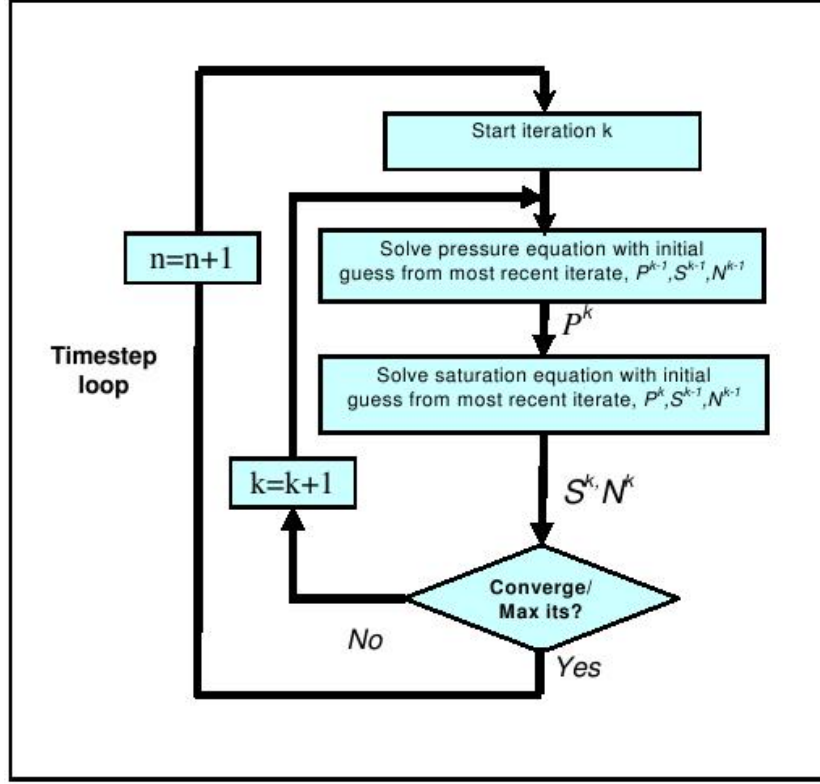 Start iteration k
n=n+1
Solve pressure equation with initial
guess from most recent iterate, P^{k-1},S^{k-1},N^{k-1}
P^k
Timestep
loop
Solve saturation equation with initial
guess from most recent iterate, P^k,S^{k-1},N^{k-1}
k=k+1
S^{k,}N^k
Converge/
Max its?
No
Yes